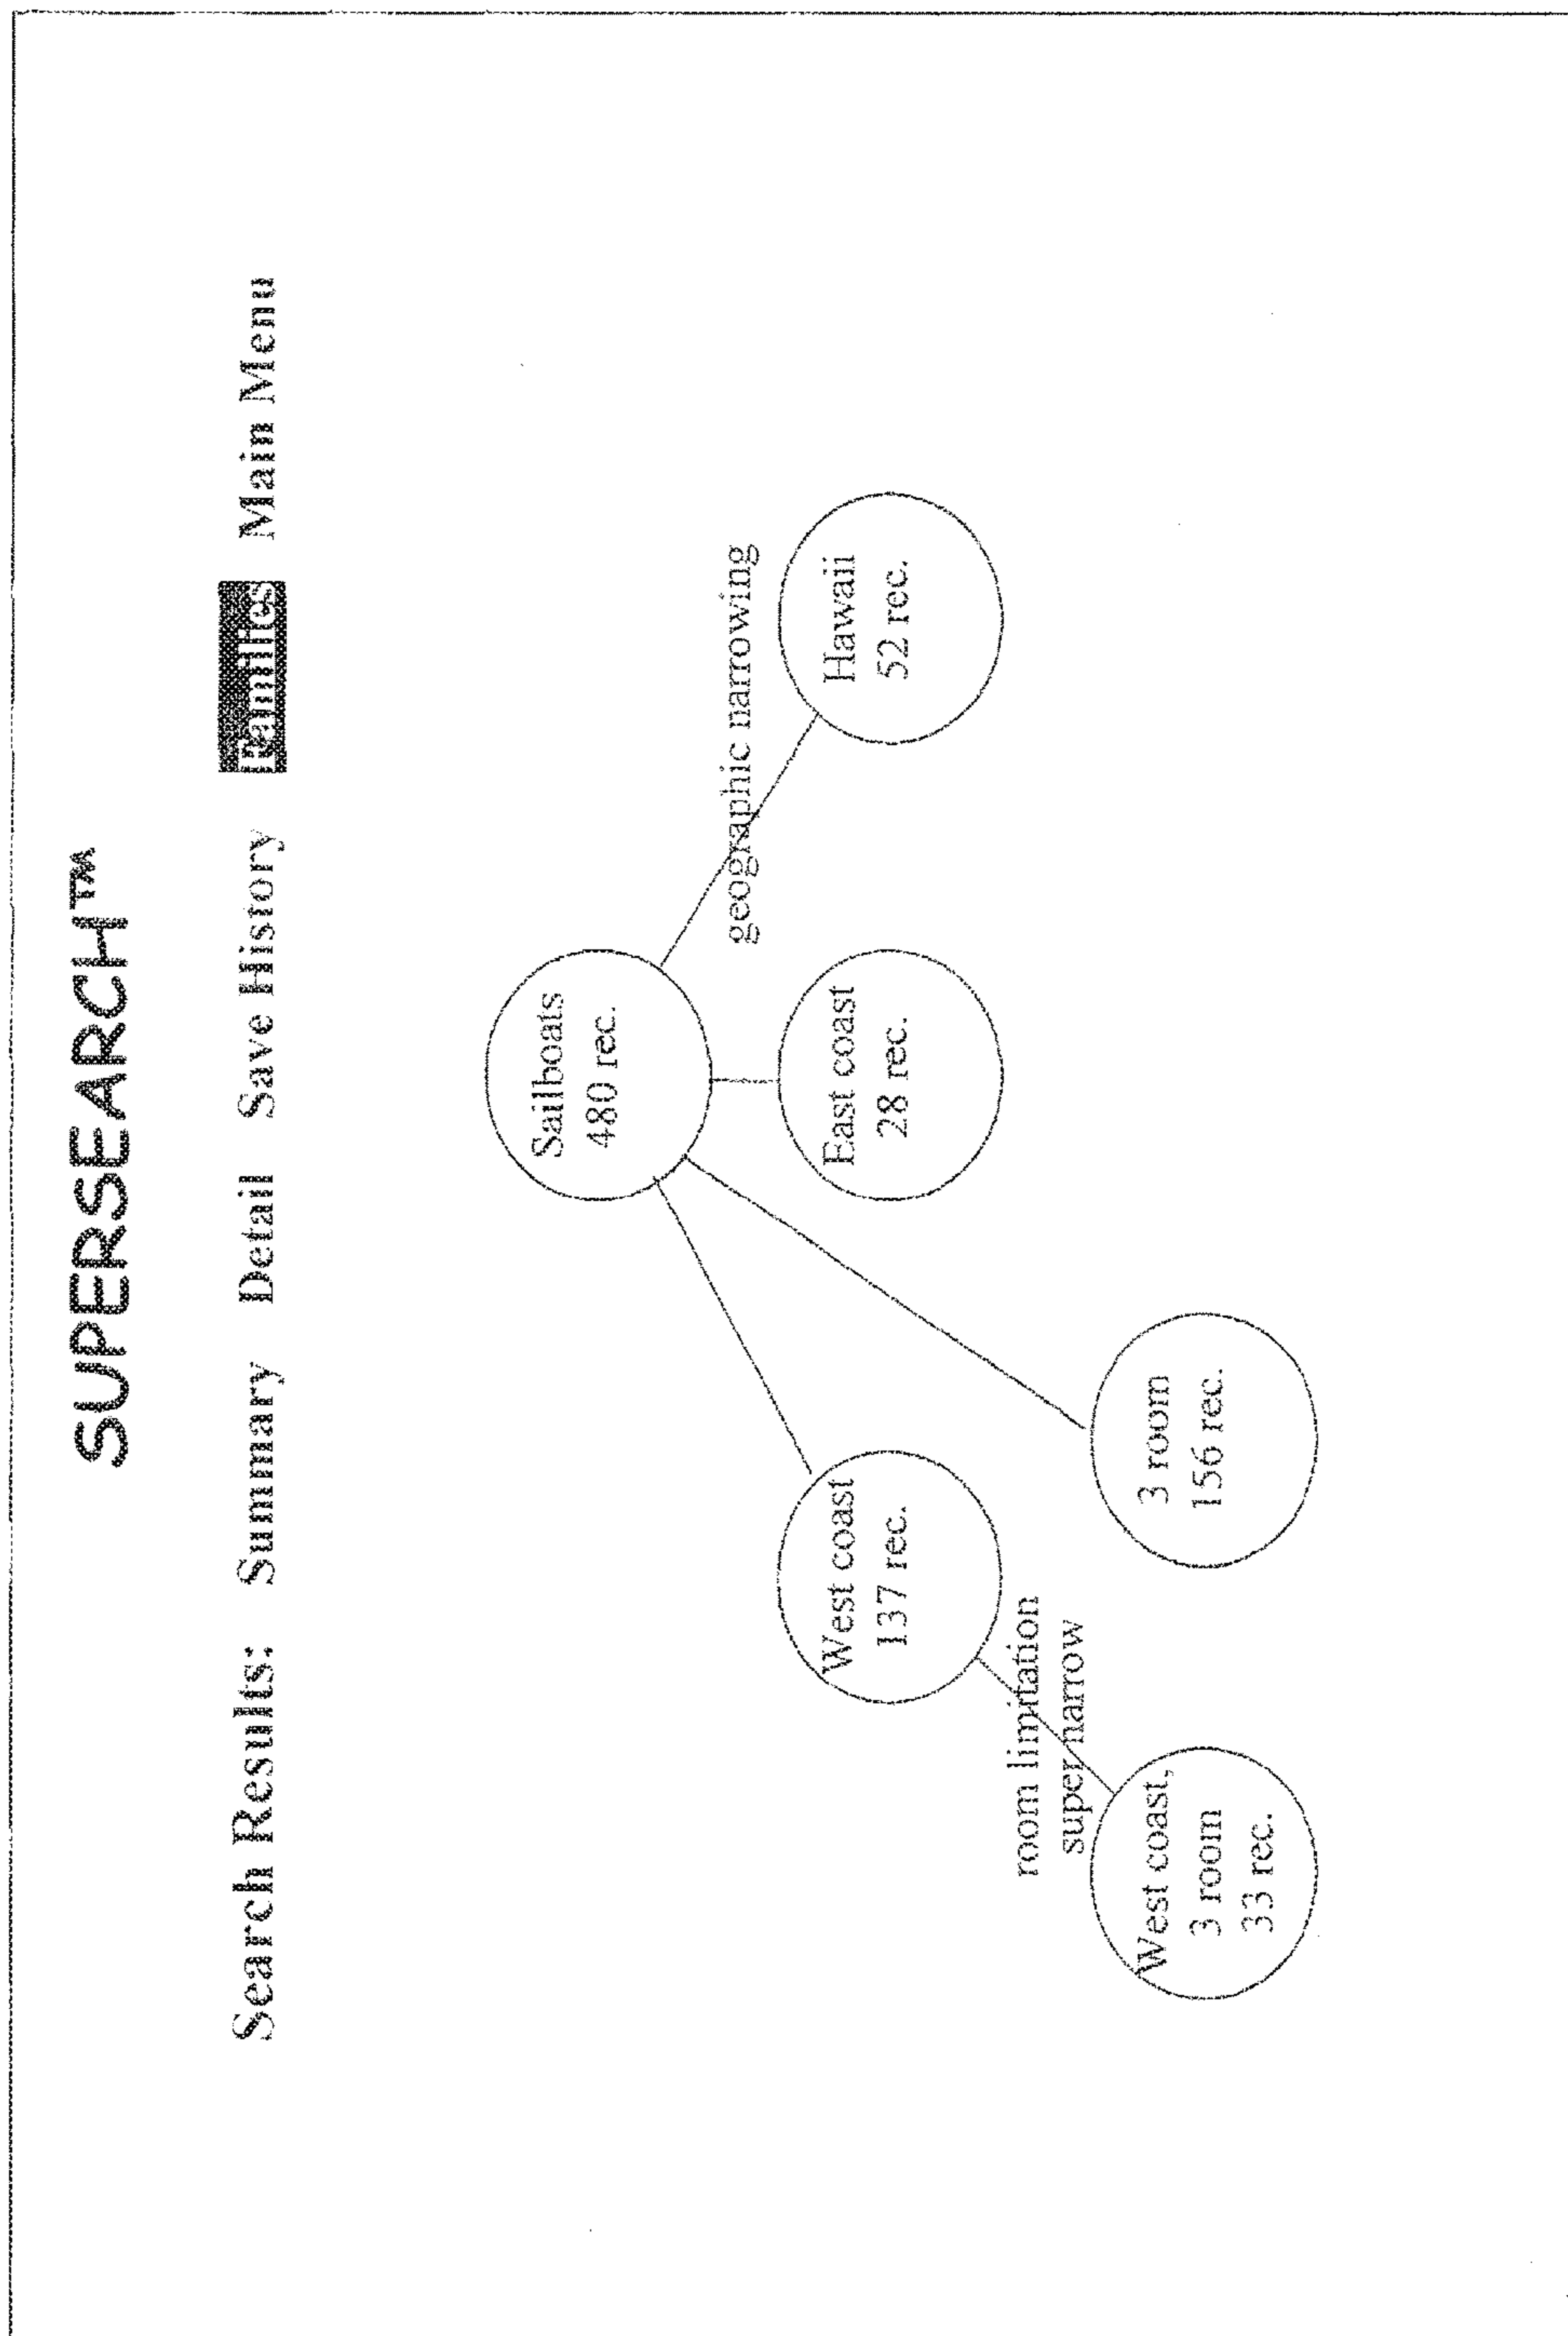 SUPERSEARCH™
Search Results: Summary Detail Save History Families Main Menu
Sailboats
480 rec.
geographic narrowing
West coast
137 rec.
East coast
28 rec.
Hawaii
52 rec.
room limitation
super narrow
West coast,
3 room
33 rec.
3 room
156 rec.